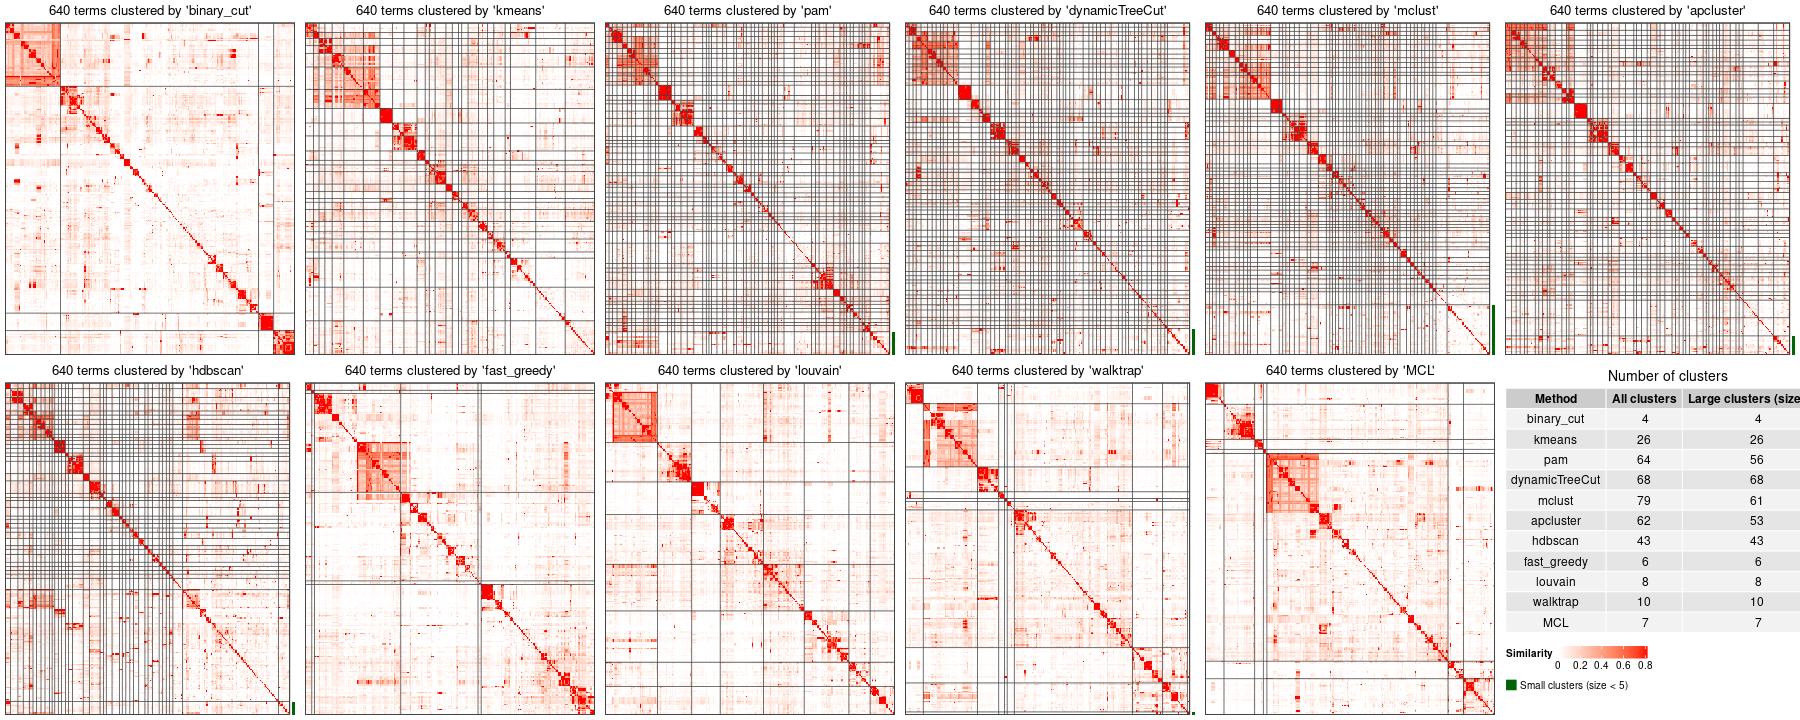 640 terms clustered by 'binary_cut'
640 terms clustered by 'kmeans'
640 terms clustered by 'pam'
640 terms clustered by 'dynamicTreeCut'
640 terms clustered by 'mclust'
640 terms clustered by 'apcluster'
640 terms clustered by 'hdbscan'
640 terms clustered by 'fast_greedy'
640 terms clustered by 'louvain'
640 terms clustered by 'walktrap'
640 terms clustered by 'MCL'
Number of clusters
Method All clusters Large clusters (size
binary_cut 4 4
kmeans 26 26
pam 64 56
dynamicTreeCut 68 68
mclust 79 61
apcluster 62 53
hdbscan 43 43
fast_greedy 6 6
louvain 8 8
walktrap 10 10
MCL 7 7
Similarity
0 0.2 0.4 0.6 0.8
Small clusters (size < 5)